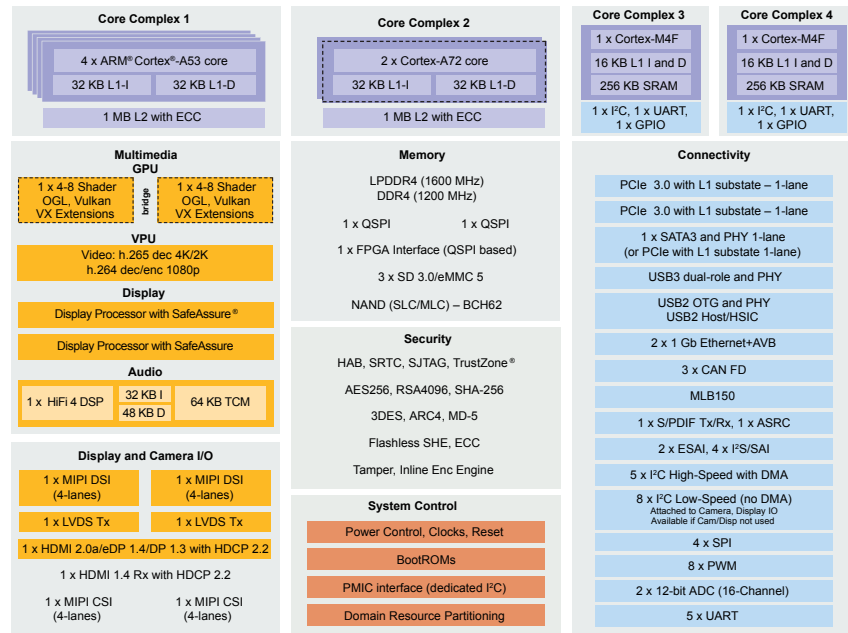 Core Complex 1
4 x ARM® Cortex®-A53 core
32 KB L1-I
32 KB L1-D
1 MB L2 with ECC
Core Complex 2
2 x Cortex-A72 core
32 KB L1-I
32 KB L1-D
1 MB L2 with ECC
Core Complex 3
1 x Cortex-M4F
16 KB L1 I and D
256 KB SRAM
1 x I²C, 1 x UART,
1 x GPIO
Core Complex 4
1 x Cortex-M4F
16 KB L1 I and D
256 KB SRAM
1 x I²C, 1 x UART,
1 x GPIO
Multimedia
GPU
1 x 4-8 Shader
OGL, Vulkan
VX Extensions
bridge
1 x 4-8 Shader
OGL, Vulkan
VX Extensions
VPU
Video: h.265 dec 4K/2K
h.264 dec/enc 1080p
Display
Display Processor with SafeAssure®
Display Processor with SafeAssure
Audio
1 x HiFi 4 DSP
32 KB I
48 KB D
64 KB TCM
Display and Camera I/O
1 x MIPI DSI
(4-lanes)
1 x MIPI DSI
(4-lanes)
1 x LVDS Tx
1 x LVDS Tx
1 x HDMI 2.0a/eDP 1.4/DP 1.3 with HDCP 2.2
1 x HDMI 1.4 Rx with HDCP 2.2
1 x MIPI CSI
(4-lanes)
1 x MIPI CSI
(4-lanes)
Memory
LPDDR4 (1600 MHz)
DDR4 (1200 MHz)
1 x QSPI
1 x QSPI
1 x FPGA Interface (QSPI based)
3 x SD 3.0/eMMC 5
NAND (SLC/MLC) – BCH62
Security
HAB, SRTC, SJTAG, TrustZone®
AES256, RSA4096, SHA-256
3DES, ARC4, MD-5
Flashless SHE, ECC
Tamper, Inline Enc Engine
System Control
Power Control, Clocks, Reset
BootROMs
PMIC interface (dedicated I²C)
Domain Resource Partitioning
Connectivity
PCIe 3.0 with L1 substate – 1-lane
PCIe 3.0 with L1 substate – 1-lane
1 x SATA3 and PHY 1-lane
(or PCIe with L1 substate 1-lane)
USB3 dual-role and PHY
USB2 OTG and PHY
USB2 Host/HSIC
2 x 1 Gb Ethernet+AVB
3 x CAN FD
MLB150
1 x S/PDIF Tx/Rx, 1 x ASRC
2 x ESAI, 4 x I²S/SAI
5 x I²C High-Speed with DMA
8 x I²C Low-Speed (no DMA)
Attached to Camera, Display IO
Available if Cam/Disp not used
4 x SPI
8 x PWM
2 x 12-bit ADC (16-Channel)
5 x UART